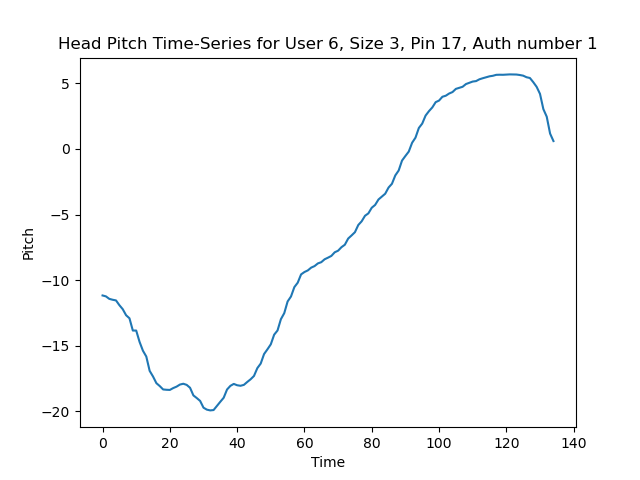 Head Pitch Time-Series for User 6, Size 3, Pin 17, Auth number 1
5
0
−5
−10
−15
−20
Pitch
0 20 40 60 80 100 120 140
Time